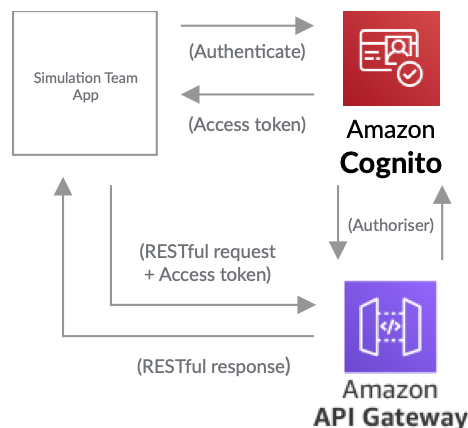 Simulation Team
App
(Authenticate)
(Access token)
Amazon
Cognito
(Authoriser)
(RESTful request
+ Access token)
(RESTful response)
</>
Amazon
API Gateway